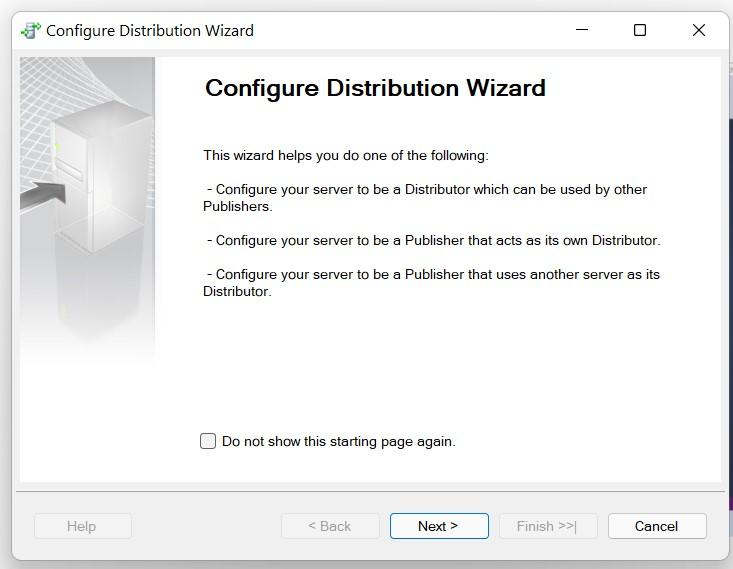 Configure Distribution Wizard
Configure Distribution Wizard
This wizard helps you do one of the following:
- Configure your server to be a Distributor which can be used by other
Publishers.
- Configure your server to be a Publisher that acts as its own Distributor.
- Configure your server to be a Publisher that uses another server as its
Distributor.
Do not show this starting page again.
Help
< Back
Next >
Finish >>|
Cancel